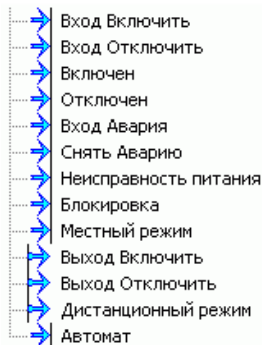 Вход Включить
Вход Отключить
Включен
Отключен
Вход Авария
Снять Аварию
Неисправность питания
Блокировка
Местный режим
Выход Включить
Выход Отключить
Дистанционный режим
Автомат